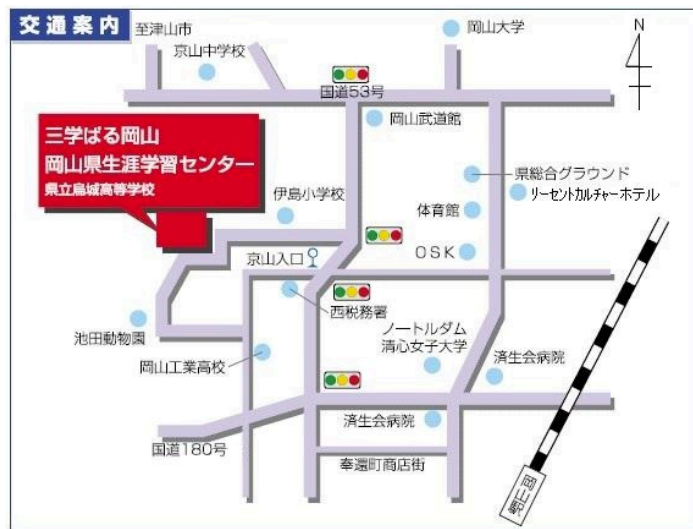 交通案内
至津山市
岡山大学
京山中学校
国道53号
岡山武道館
三学ぱる岡山
岡山県生涯学習センター
県立烏城高等学校
県総合グラウンド
リーセントカルチャーホテル
伊島小学校
体育館
京山入口
OSK
西税務署
池田動物園
ノートルダム
清心女子大学
岡山工業高校
済生会病院
済生会病院
国道180号
奉還町商店街
岡山駅
N